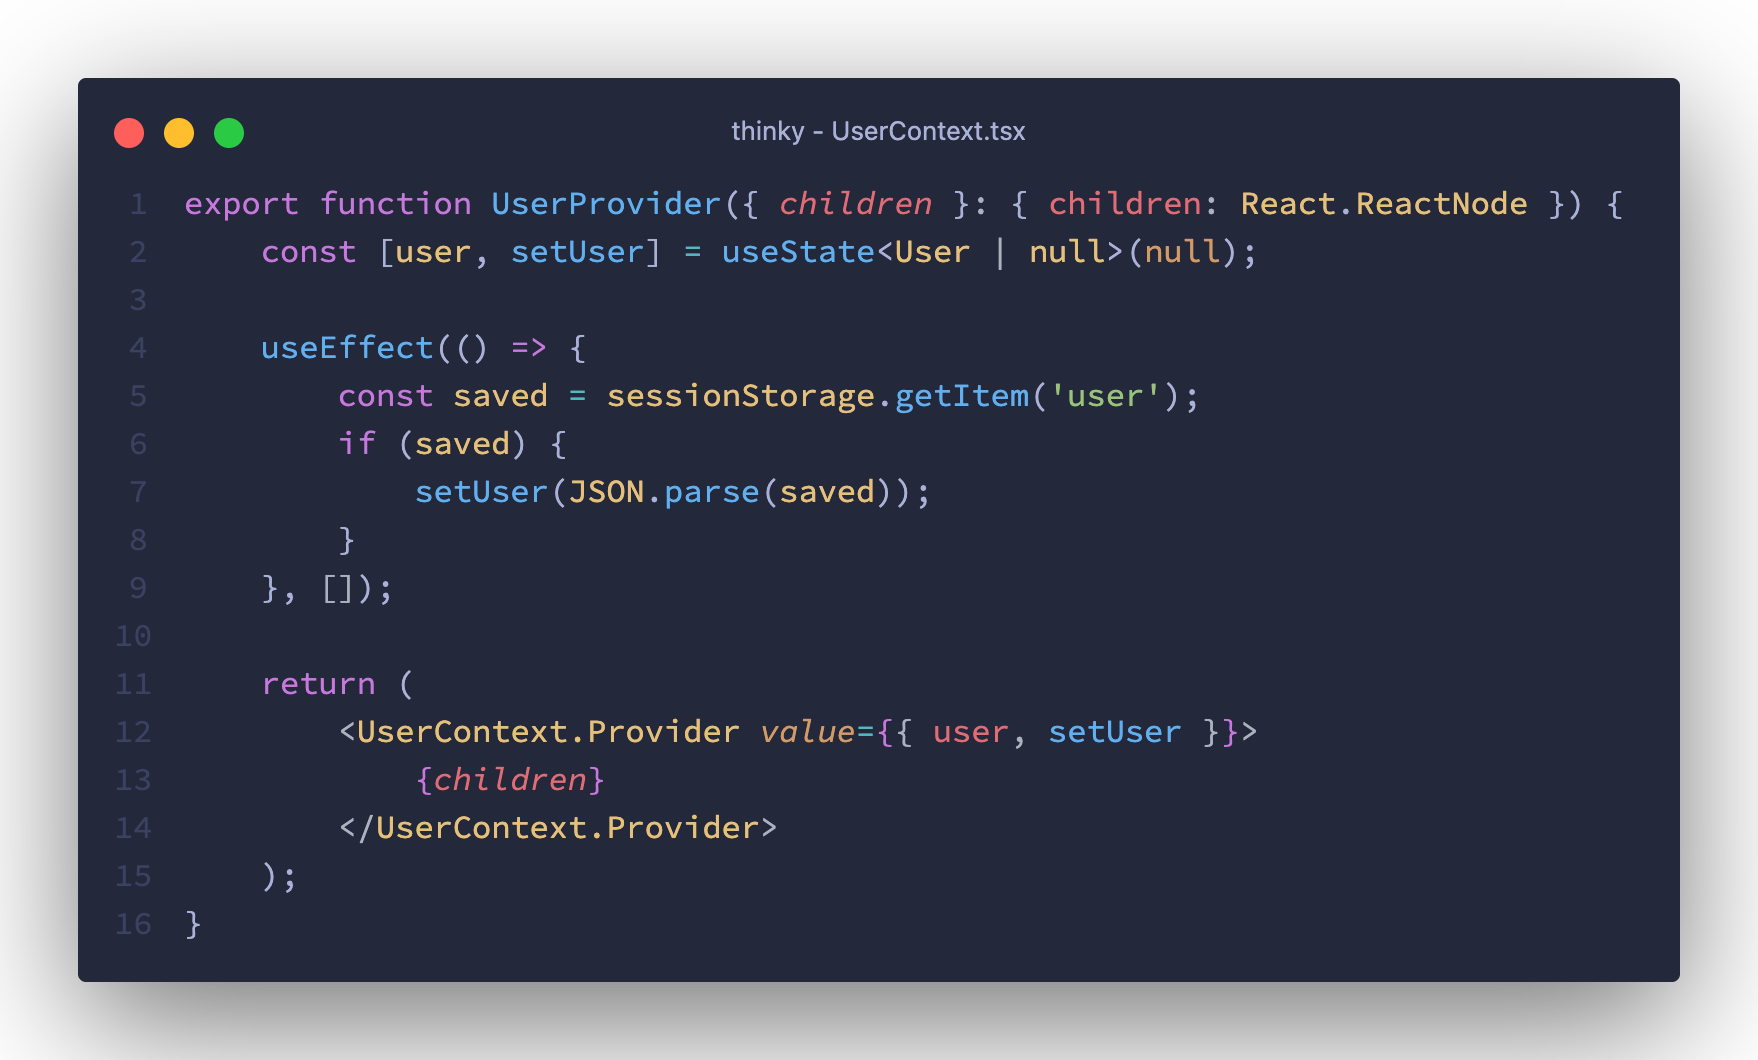 thinky - UserContext.tsx
1 export function UserProvider({ children }: { children: React.ReactNode }) {
2     const [user, setUser] = useState<User | null>(null);
3
4     useEffect(() => {
5         const saved = sessionStorage.getItem('user');
6         if (saved) {
7             setUser(JSON.parse(saved));
8         }
9     }, []);
10
11     return (
12         <UserContext.Provider value={{ user, setUser }}>
13             {children}
14         </UserContext.Provider>
15     );
16 }